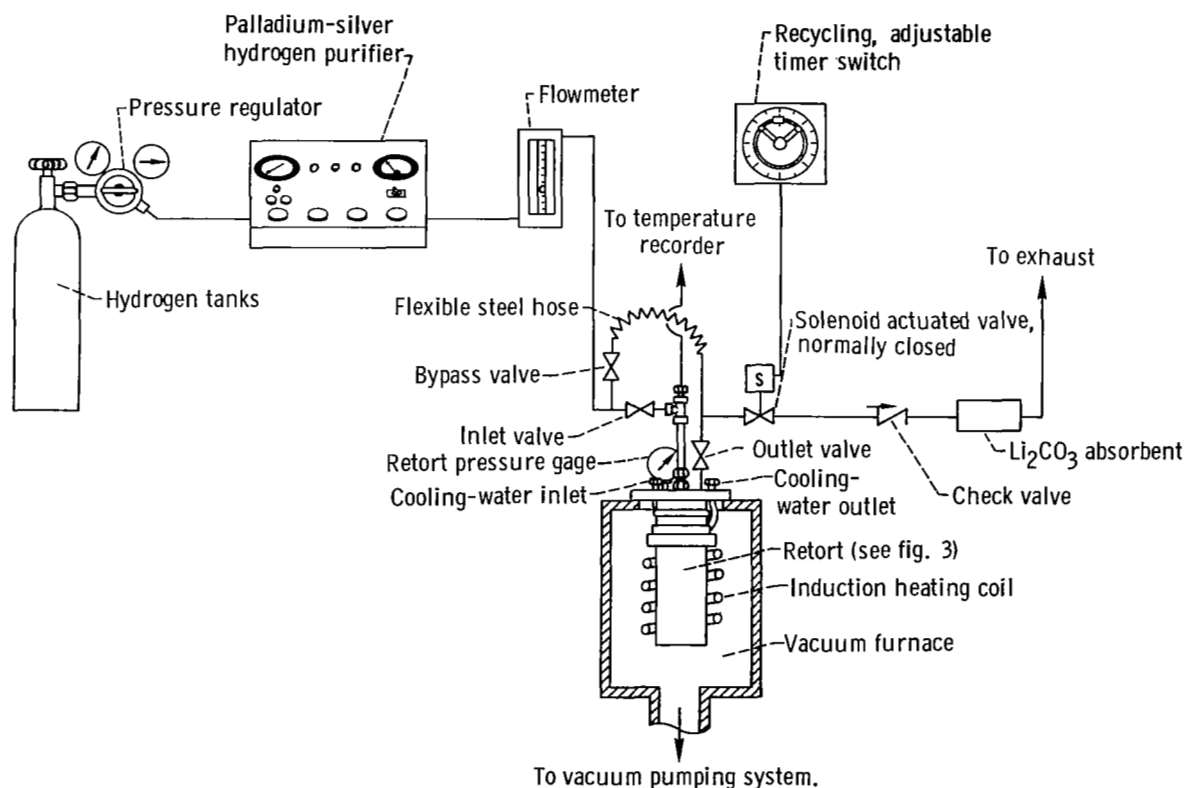 Palladium-silver
hydrogen purifier
Pressure regulator
Flowmeter
Recycling, adjustable
timer switch
Hydrogen tanks
To temperature
recorder
Flexible steel hose
Bypass valve
To exhaust
Solenoid actuated valve,
normally closed
S
Inlet valve
Retort pressure gage
Cooling-water inlet
Outlet valve
Cooling-
water outlet
Li₂CO₃ absorbent
Check valve
Retort (see fig. 3)
Induction heating coil
Vacuum furnace
To vacuum pumping system.